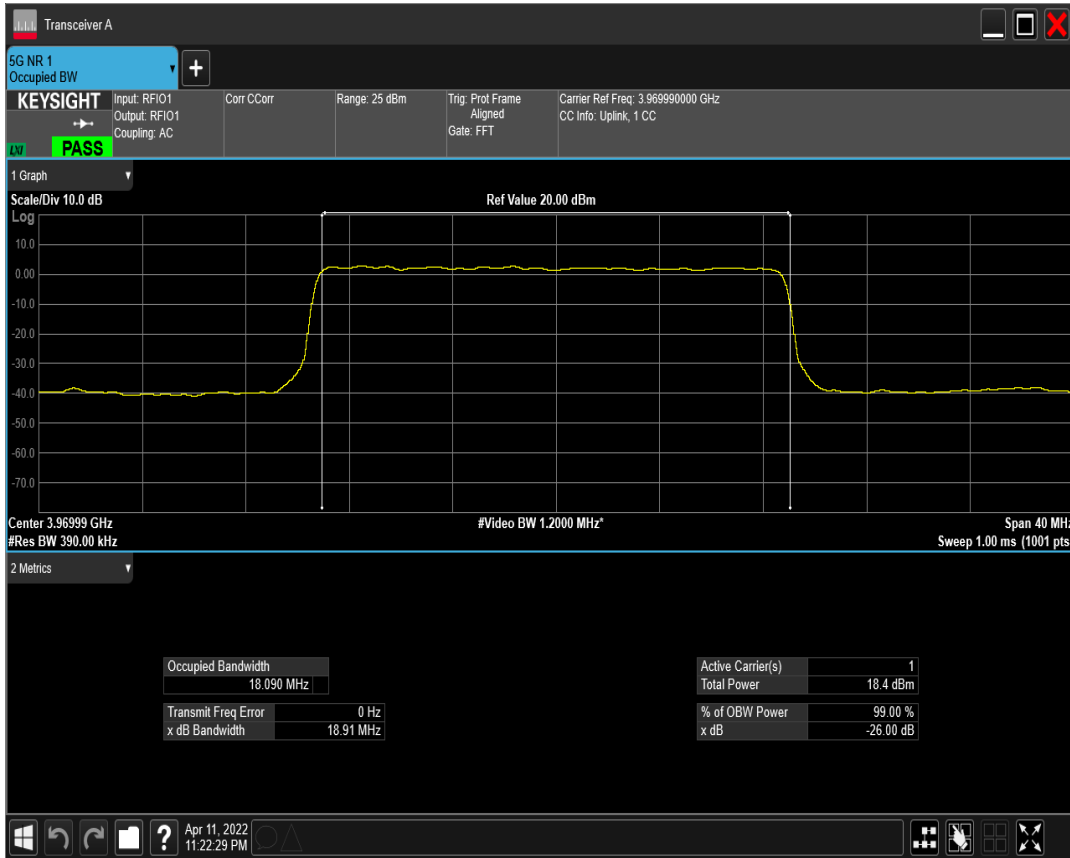 Transceiver A
5G NR 1
Occupied BW
+
KEYSIGHT
LXI
PASS
Input: RFIO1
Output: RFIO1
Coupling: AC
Corr CCorr
Range: 25 dBm
Trig: Prot Frame
Aligned
Gate: FFT
Carrier Ref Freq: 3.969990000 GHz
CC Info: Uplink, 1 CC
1 Graph
Scale/Div 10.0 dB
Ref Value 20.00 dBm
Log
10.0
0.00
-10.0
-20.0
-30.0
-40.0
-50.0
-60.0
-70.0
Center 3.96999 GHz
#Video BW 1.2000 MHz*
Span 40 MHz
#Res BW 390.00 kHz
Sweep 1.00 ms (1001 pts
2 Metrics
Occupied Bandwidth
18.090 MHz
Transmit Freq Error 0 Hz
x dB Bandwidth 18.91 MHz
Active Carrier(s) 1
Total Power 18.4 dBm
% of OBW Power 99.00 %
x dB -26.00 dB
?
Apr 11, 2022
11:22:29 PM